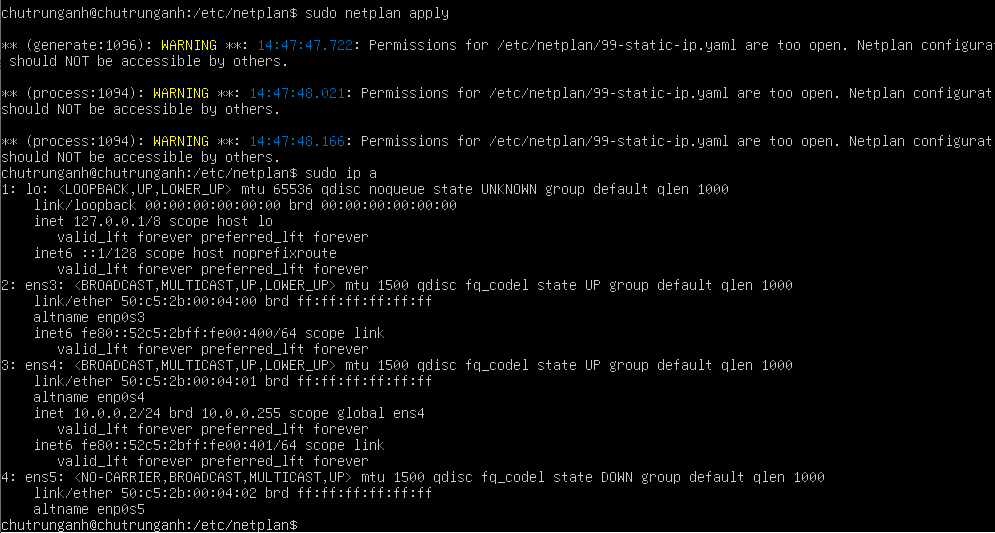 chutrunganh@chutrunganh:/etc/netplan$ sudo netplan apply
** (generate:1096): WARNING **: 14:47:47.722: Permissions for /etc/netplan/99-static-ip.yaml are too open. Netplan configurat
 should NOT be accessible by others.
** (process:1094): WARNING **: 14:47:48.021: Permissions for /etc/netplan/99-static-ip.yaml are too open. Netplan configurat
should NOT be accessible by others.
** (process:1094): WARNING **: 14:47:48.166: Permissions for /etc/netplan/99-static-ip.yaml are too open. Netplan configurat
should NOT be accessible by others.
chutrunganh@chutrunganh:/etc/netplan$ sudo ip a
1: lo: <LOOPBACK,UP,LOWER_UP> mtu 65536 qdisc noqueue state UNKNOWN group default qlen 1000
    link/loopback 00:00:00:00:00:00 brd 00:00:00:00:00:00
    inet 127.0.0.1/8 scope host lo
       valid_lft forever preferred_lft forever
    inet6 ::1/128 scope host noprefixroute
       valid_lft forever preferred_lft forever
2: ens3: <BROADCAST,MULTICAST,UP,LOWER_UP> mtu 1500 qdisc fq_codel state UP group default qlen 1000
    link/ether 50:c5:2b:00:04:00 brd ff:ff:ff:ff:ff:ff
    altname enp0s3
    inet6 fe80::52c5:2bff:fe00:400/64 scope link
       valid_lft forever preferred_lft forever
3: ens4: <BROADCAST,MULTICAST,UP,LOWER_UP> mtu 1500 qdisc fq_codel state UP group default qlen 1000
    link/ether 50:c5:2b:00:04:01 brd ff:ff:ff:ff:ff:ff
    altname enp0s4
    inet 10.0.0.2/24 brd 10.0.0.255 scope global ens4
       valid_lft forever preferred_lft forever
    inet6 fe80::52c5:2bff:fe00:401/64 scope link
       valid_lft forever preferred_lft forever
4: ens5: <NO-CARRIER,BROADCAST,MULTICAST,UP> mtu 1500 qdisc fq_codel state DOWN group default qlen 1000
    link/ether 50:c5:2b:00:04:02 brd ff:ff:ff:ff:ff:ff
    altname enp0s5
chutrunganh@chutrunganh:/etc/netplan$